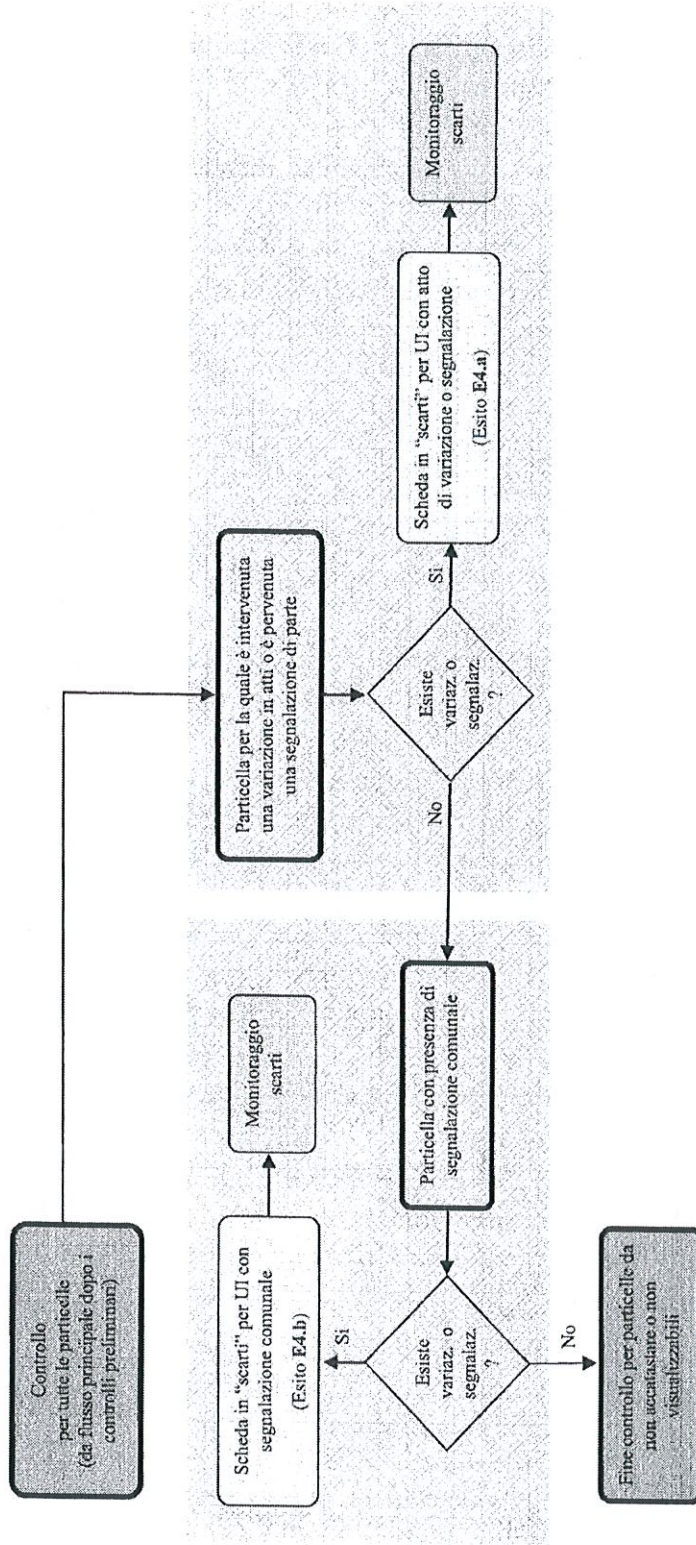 Controllo
per tutte le particelle
(da flusso principale dopo i
controlli preliminari)
Particella per la quale è intervenuta
una variazione in atti o è pervenuta
una segnalazione di parte
Esiste
variaz. o
segnalaz.
?
Si
Scheda in “scarti” per UI con atto
di variazione o segnalazione
(Esito E4.a)
Monitoraggio
scarti
No
Particella con presenza di
segnalazione comunale
Esiste
variaz. o
segnalaz.
?
Si
Scheda in “scarti” per UI con
segnalazione comunale
(Esito E4.b)
Monitoraggio
scarti
No
Fine controllo per particelle da
non accatastare o non
visualizzabili